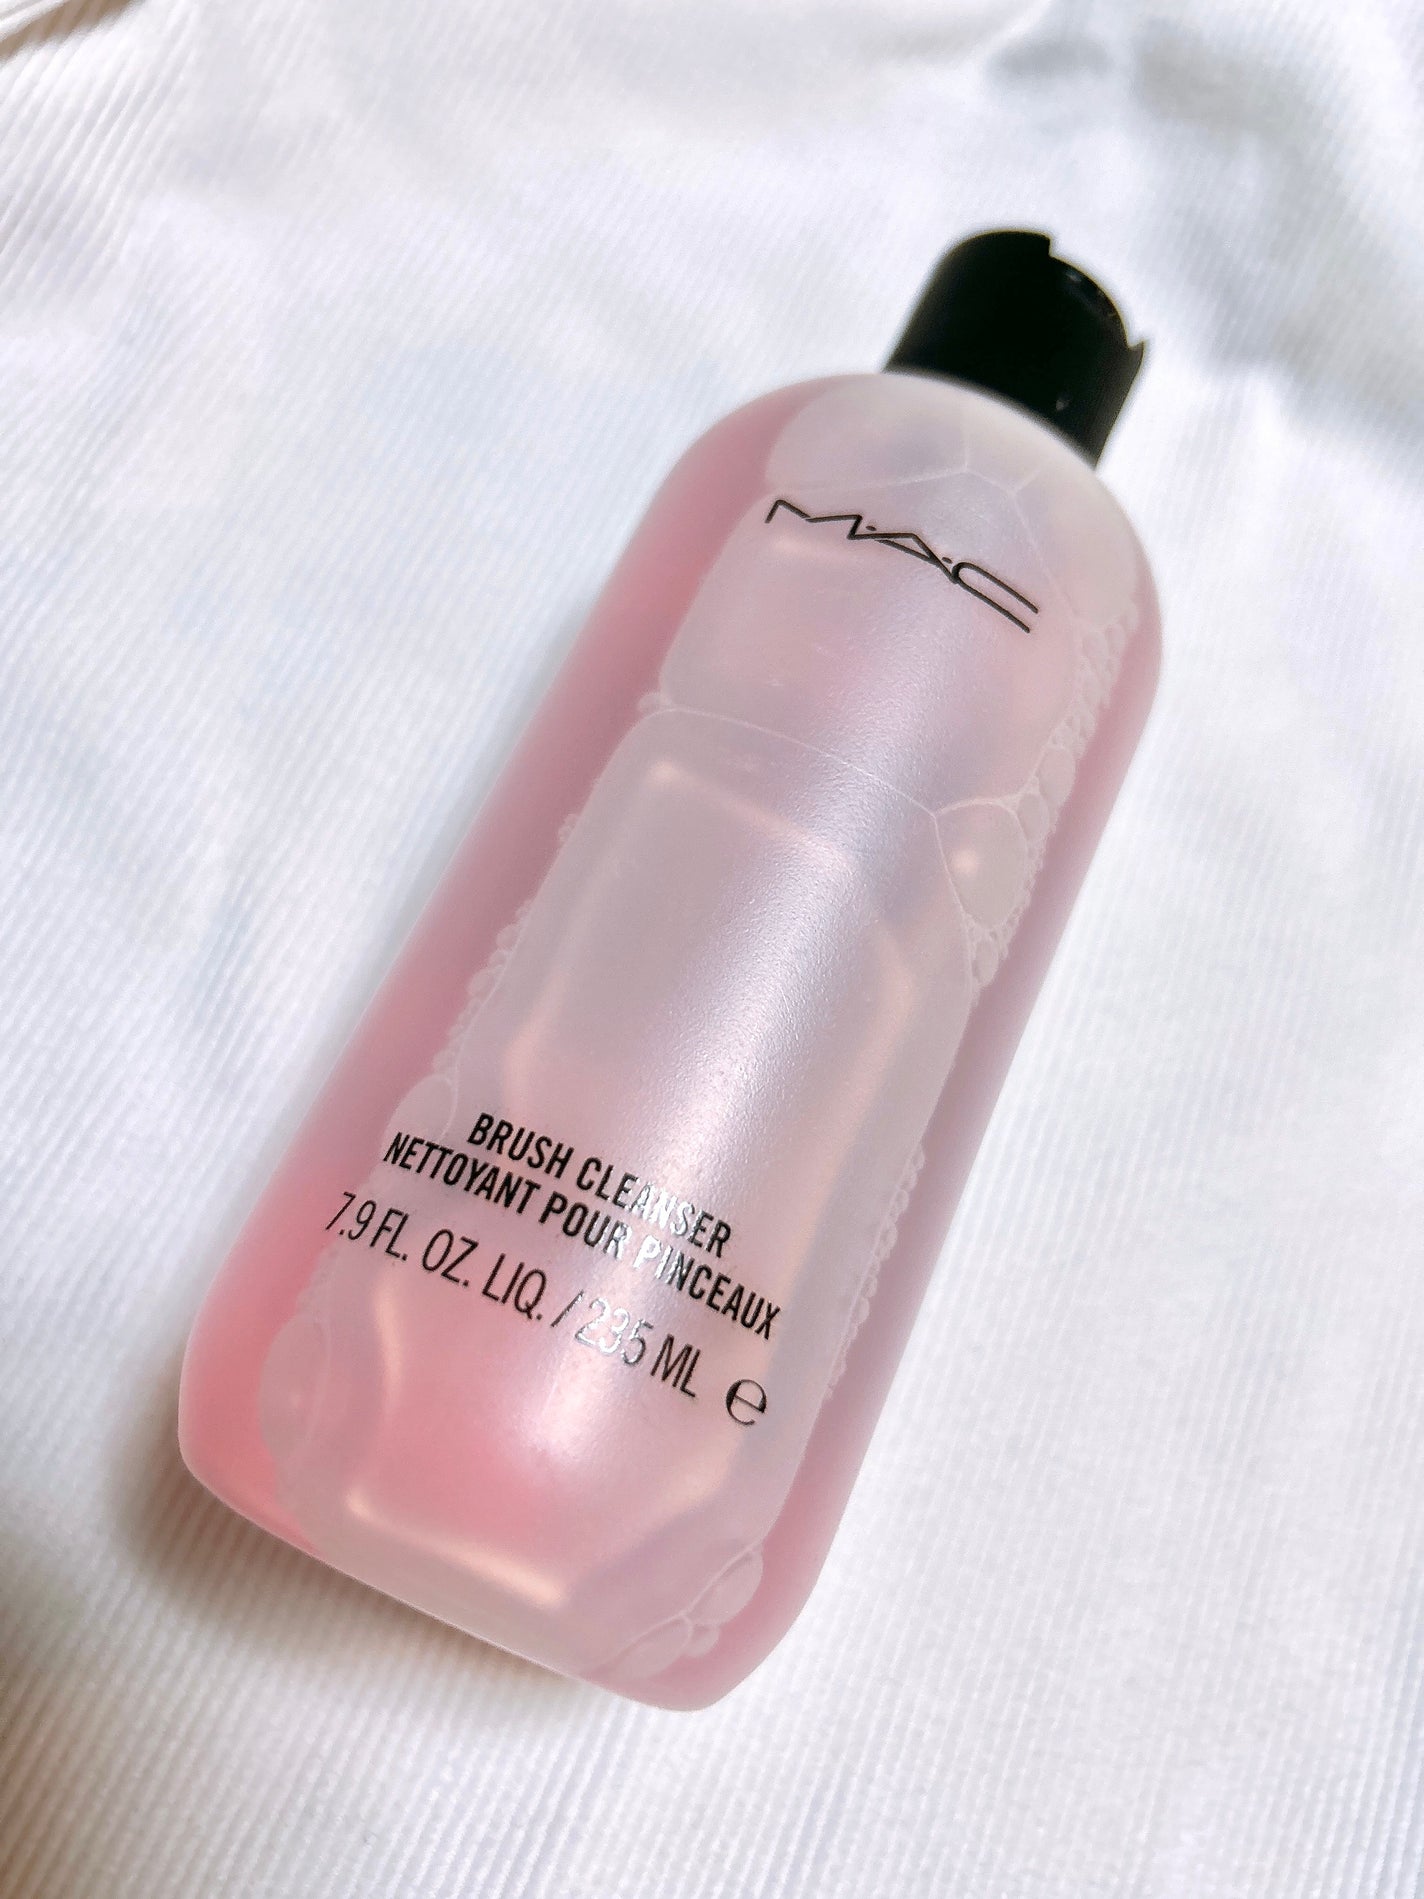 M·A·C
BRUSH CLEANSER
NETTOYANT POUR PINCEAUX
7.9 FL. OZ. LIQ. / 235 ML ℮